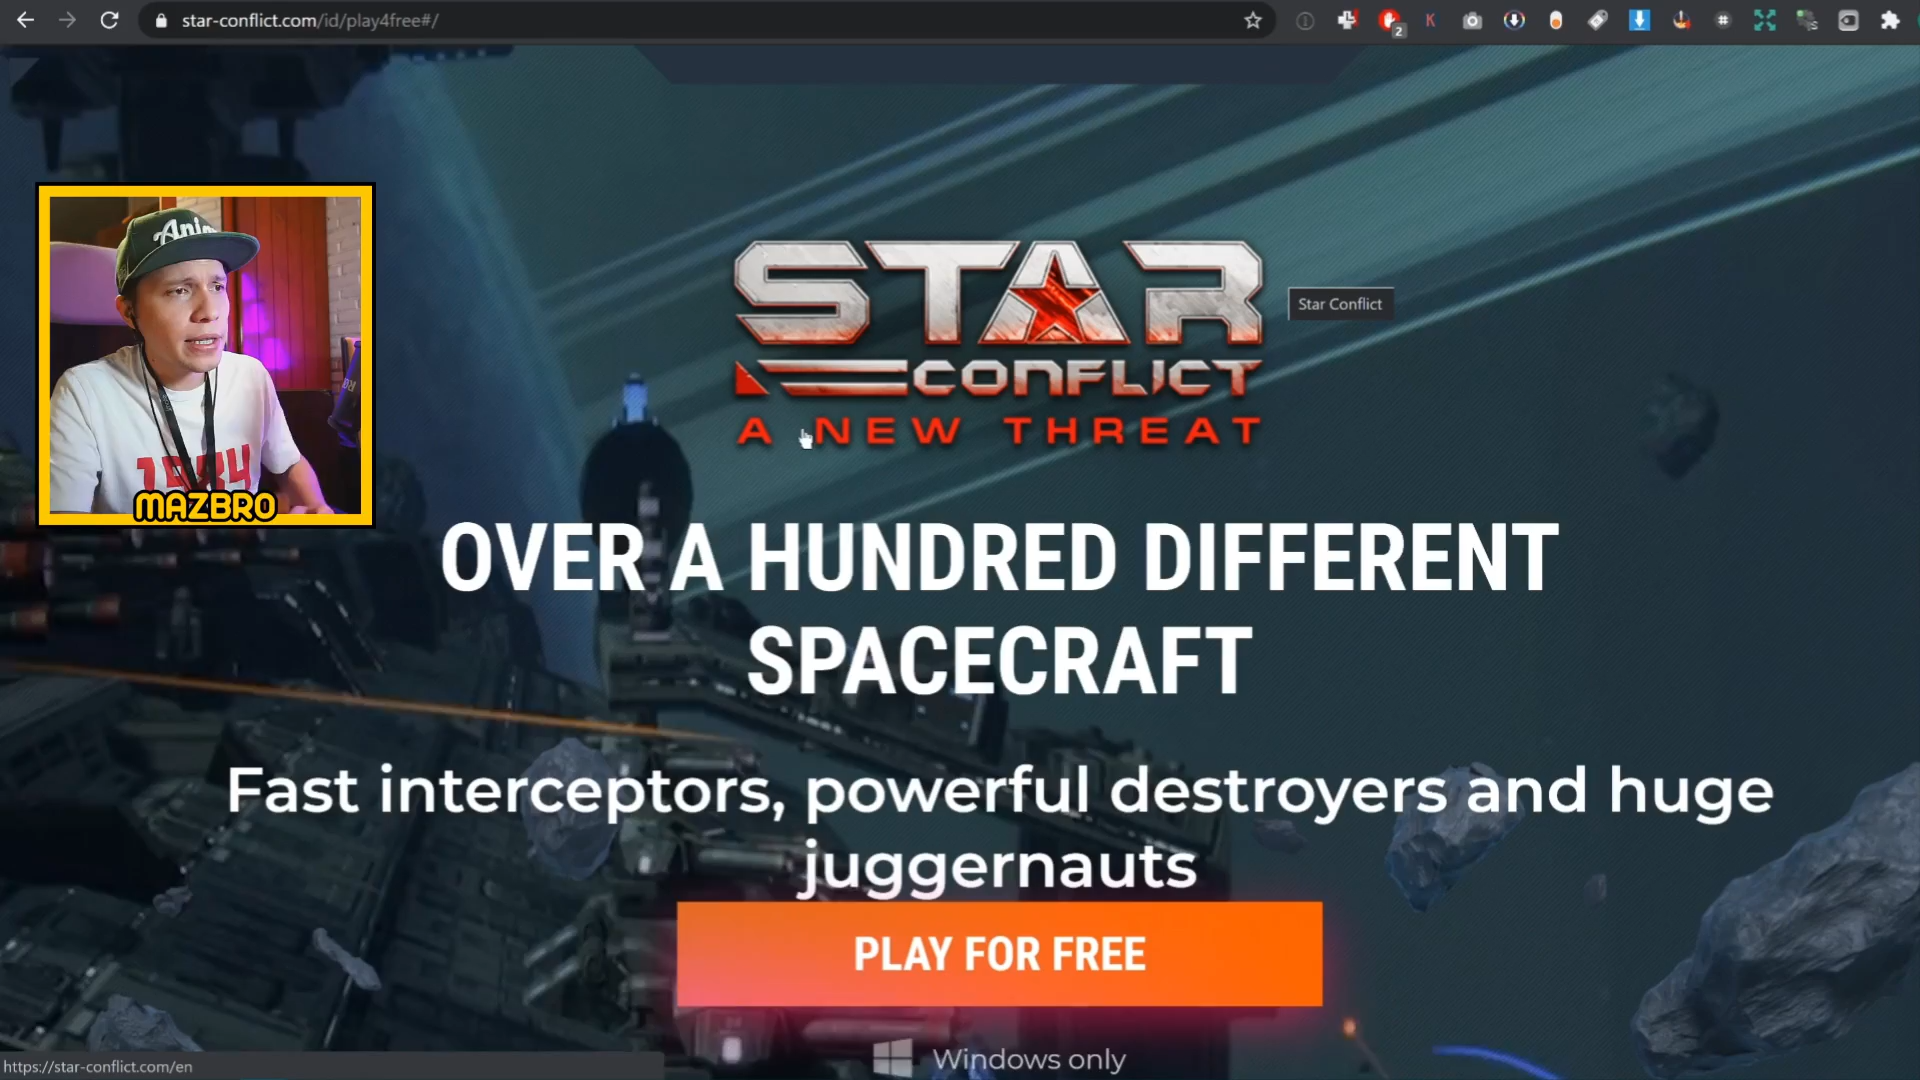 star-conflict.com/id/play4free#/
2
K
Star Conflict
STAR
CONFLICT
A NEW THREAT
MAZBRO
OVER A HUNDRED DIFFERENT
SPACECRAFT
Fast interceptors, powerful destroyers and huge
juggernauts
PLAY FOR FREE
Windows only
https://star-conflict.com/en